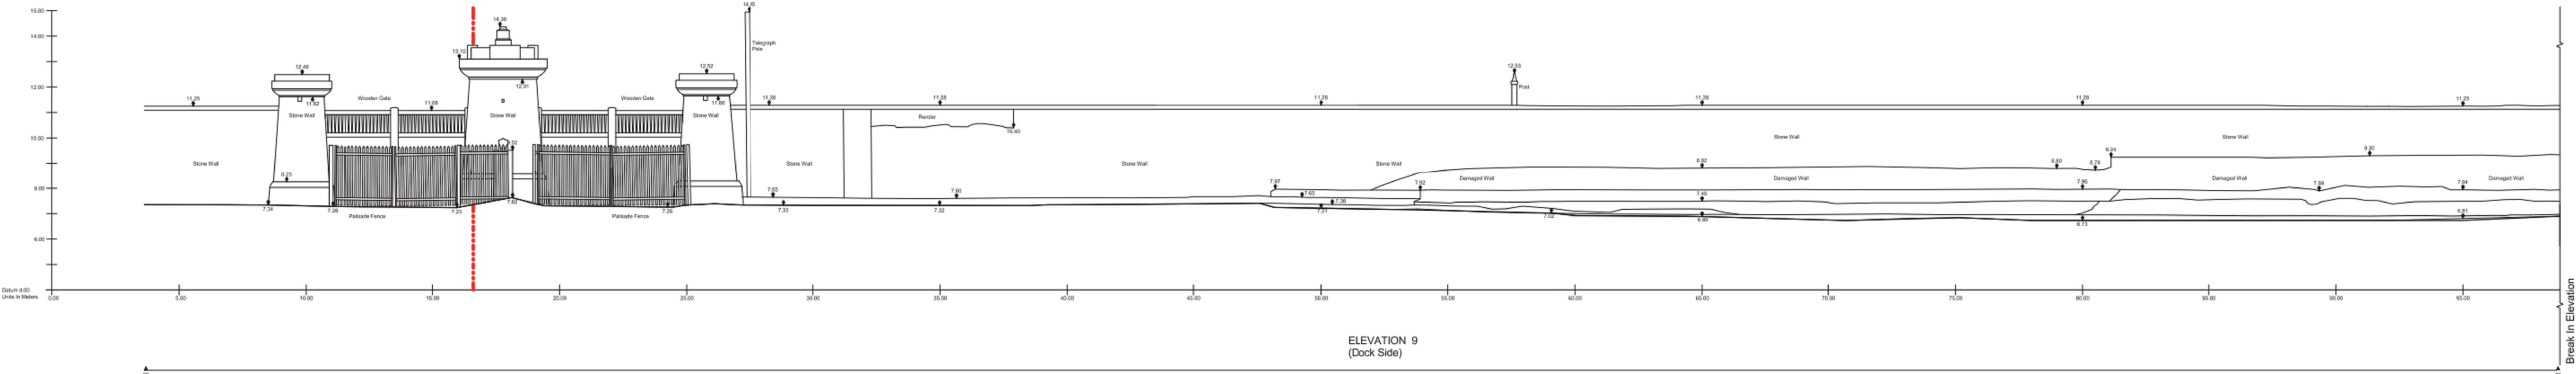 15.00
14.00
12.00
10.00
8.00
6.00
Datum 4.00
Units In Meters
0.00
5.00
10.00
15.00
20.00
25.00
30.00
35.00
40.00
45.00
50.00
55.00
60.00
65.00
70.00
75.00
80.00
85.00
90.00
95.00
14.38
13.10
12.49
12.31
12.52
14.15
Telegraph
Pole
12.53
Post
11.25
11.62
Wooden Gate
11.08
Wooden Gate
11.66
11.28
11.28
11.28
11.28
11.28
11.25
Stone Wall
Stone Wall
Stone Wall
Render
10.40
Stone Wall
Stone Wall
Stone Wall
Stone Wall
Stone Wall
Stone Wall
9.24
9.30
8.92
8.80
8.74
8.25
Damaged Wall
Damaged Wall
Damaged Wall
Damaged Wall
7.97
7.92
7.96
7.89
7.94
7.65
7.60
7.65
7.49
7.36
7.34
7.28
7.23
7.62
7.26
7.33
7.32
7.21
7.02
6.89
6.73
6.81
Palisade Fence
Palisade Fence
ELEVATION 9
(Dock Side)
Break In Elevation